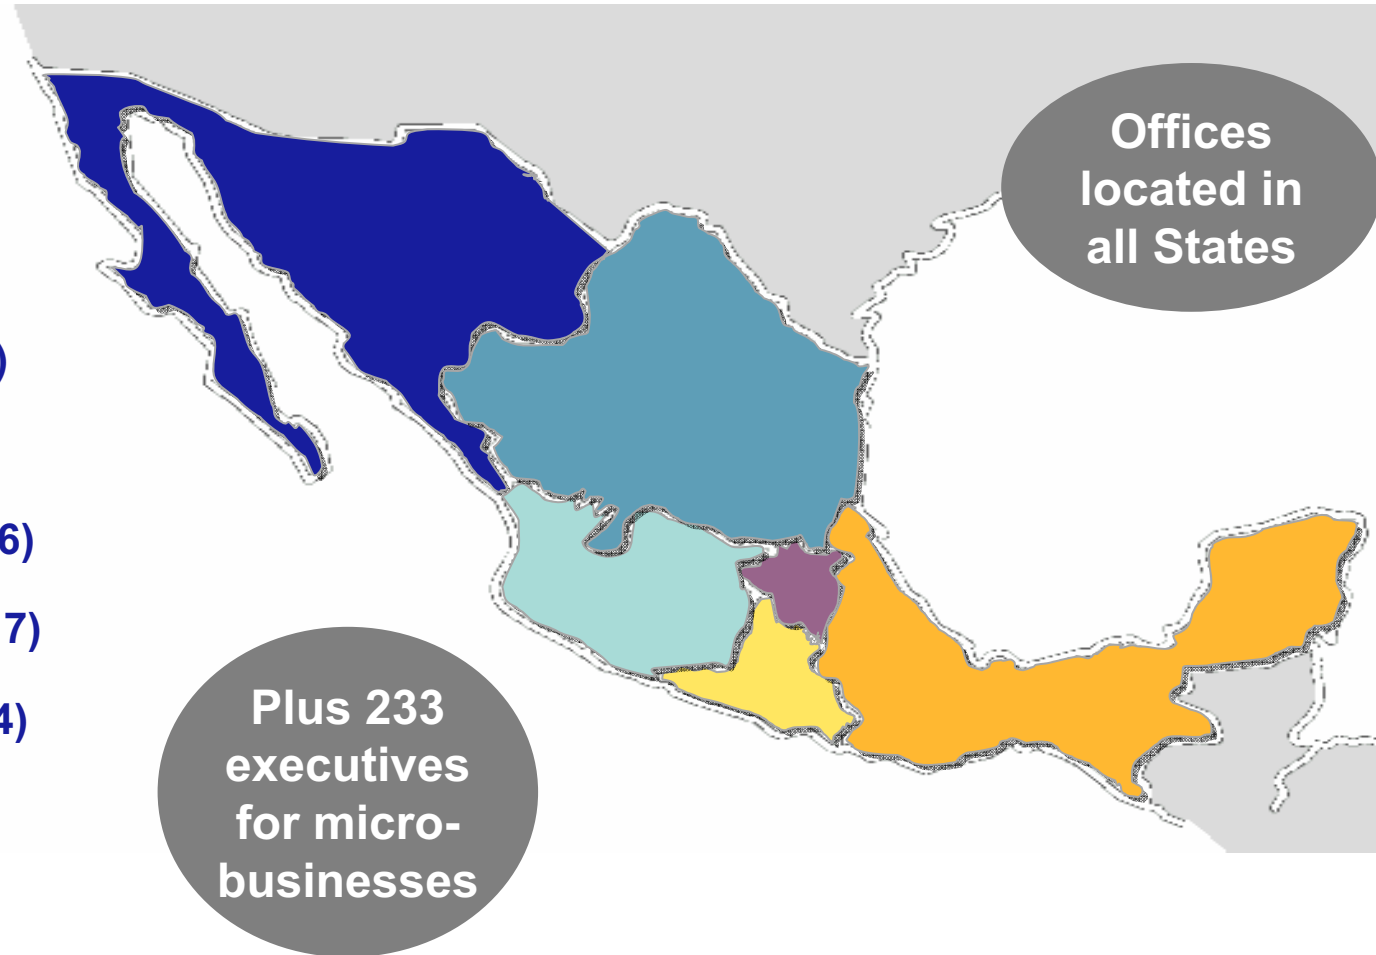 Offices
located in
all States
)
6)
7)
4)
Plus 233
executives
for micro-
businesses